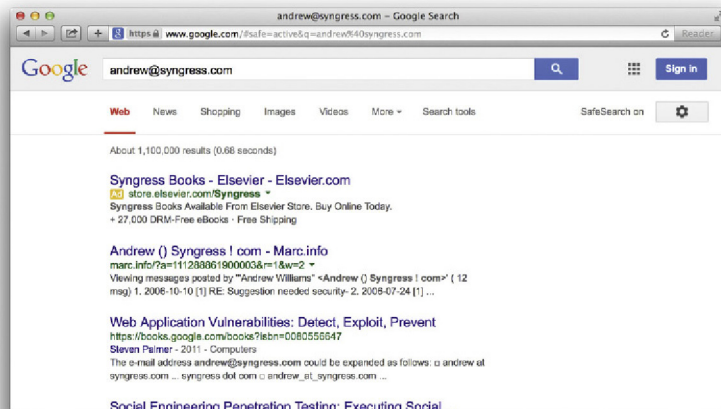 andrew@syngress.com – Google Search
https www.google.com/#safe=active&q=andrew%40syngress.com Reader
Google andrew@syngress.com Sign in
Web News Shopping Images Videos More Search tools SafeSearch on
About 1,100,000 results (0.68 seconds)
Syngress Books - Elsevier - Elsevier.com
Ad store.elsevier.com/Syngress
Syngress Books Available From Elsevier Store. Buy Online Today.
+ 27,000 DRM-Free eBooks · Free Shipping
Andrew () Syngress ! com - Marc.info
marc.info/?a=111288861900003&r=1&w=2
Viewing messages posted by '"Andrew Williams" <Andrew () Syngress ! com>' ( 12
msg) 1. 2006-10-10 [1] RE: Suggestion needed security- 2. 2006-07-24 [1] ...
Web Application Vulnerabilities: Detect, Exploit, Prevent
https://books.google.com/books?isbn=0080556647
Steven Palmer - 2011 - Computers
The e-mail address andrew@syngress.com could be expanded as follows: □ andrew at
syngress.com ... syngress dot com □ andrew_at_syngress.com ...
Social Engineering Penetration Testing: Executing Social ...